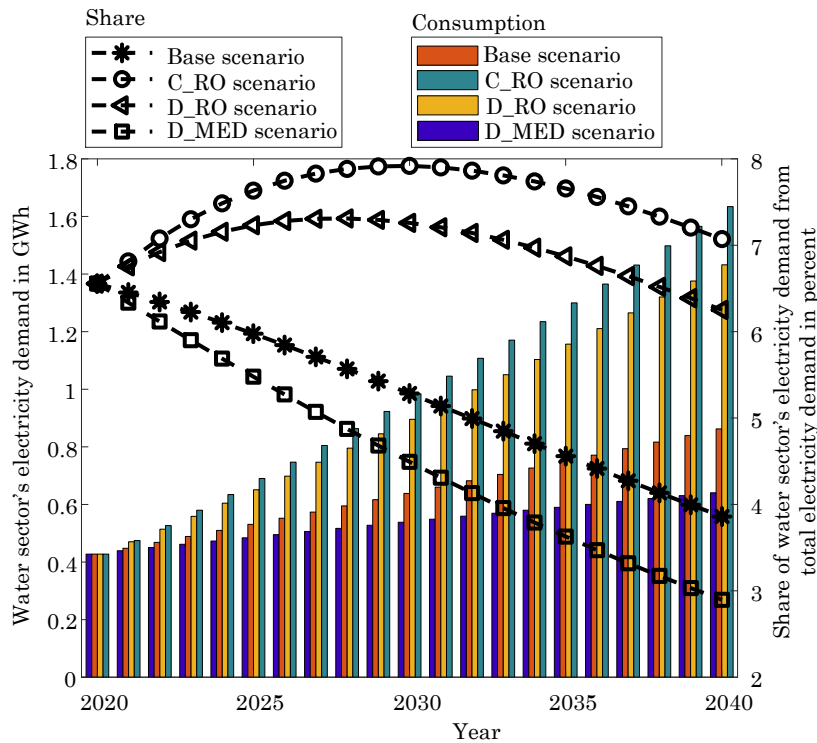 Share
Base scenario
C_RO scenario
D_RO scenario
D_MED scenario
Consumption
Base scenario
C_RO scenario
D_RO scenario
D_MED scenario
Water sector's electricity demand in GWh
1.8
1.6
1.4
1.2
1
0.8
0.6
0.4
0.2
0
8
7
6
5
4
3
2
Share of water sector's electricity demand from
total electricity demand in percent
2020 2025 2030 2035 2040
Year